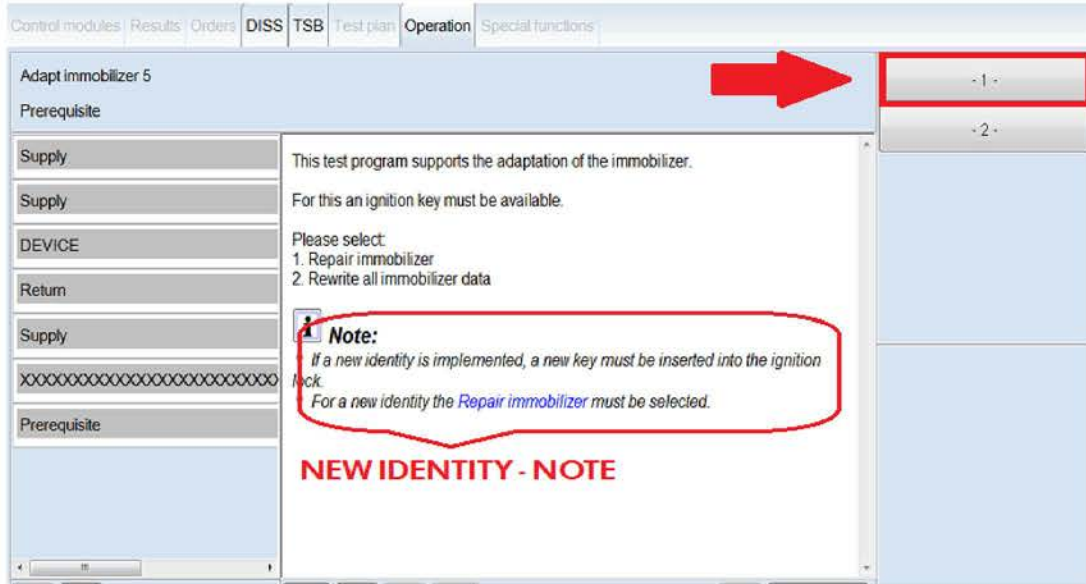 Control modules Results Orders DISS TSB Test plan Operation Special functions
Adapt immobilizer 5
Prerequisite
- 1 -
- 2 -
Supply
Supply
DEVICE
Return
Supply
XXXXXXXXXXXXXXXXXXXXXXXXXX
Prerequisite
This test program supports the adaptation of the immobilizer.
For this an ignition key must be available.
Please select:
1. Repair immobilizer
2. Rewrite all immobilizer data
Note:
If a new identity is implemented, a new key must be inserted into the ignition
lock.
For a new identity the Repair immobilizer must be selected.
NEW IDENTITY - NOTE